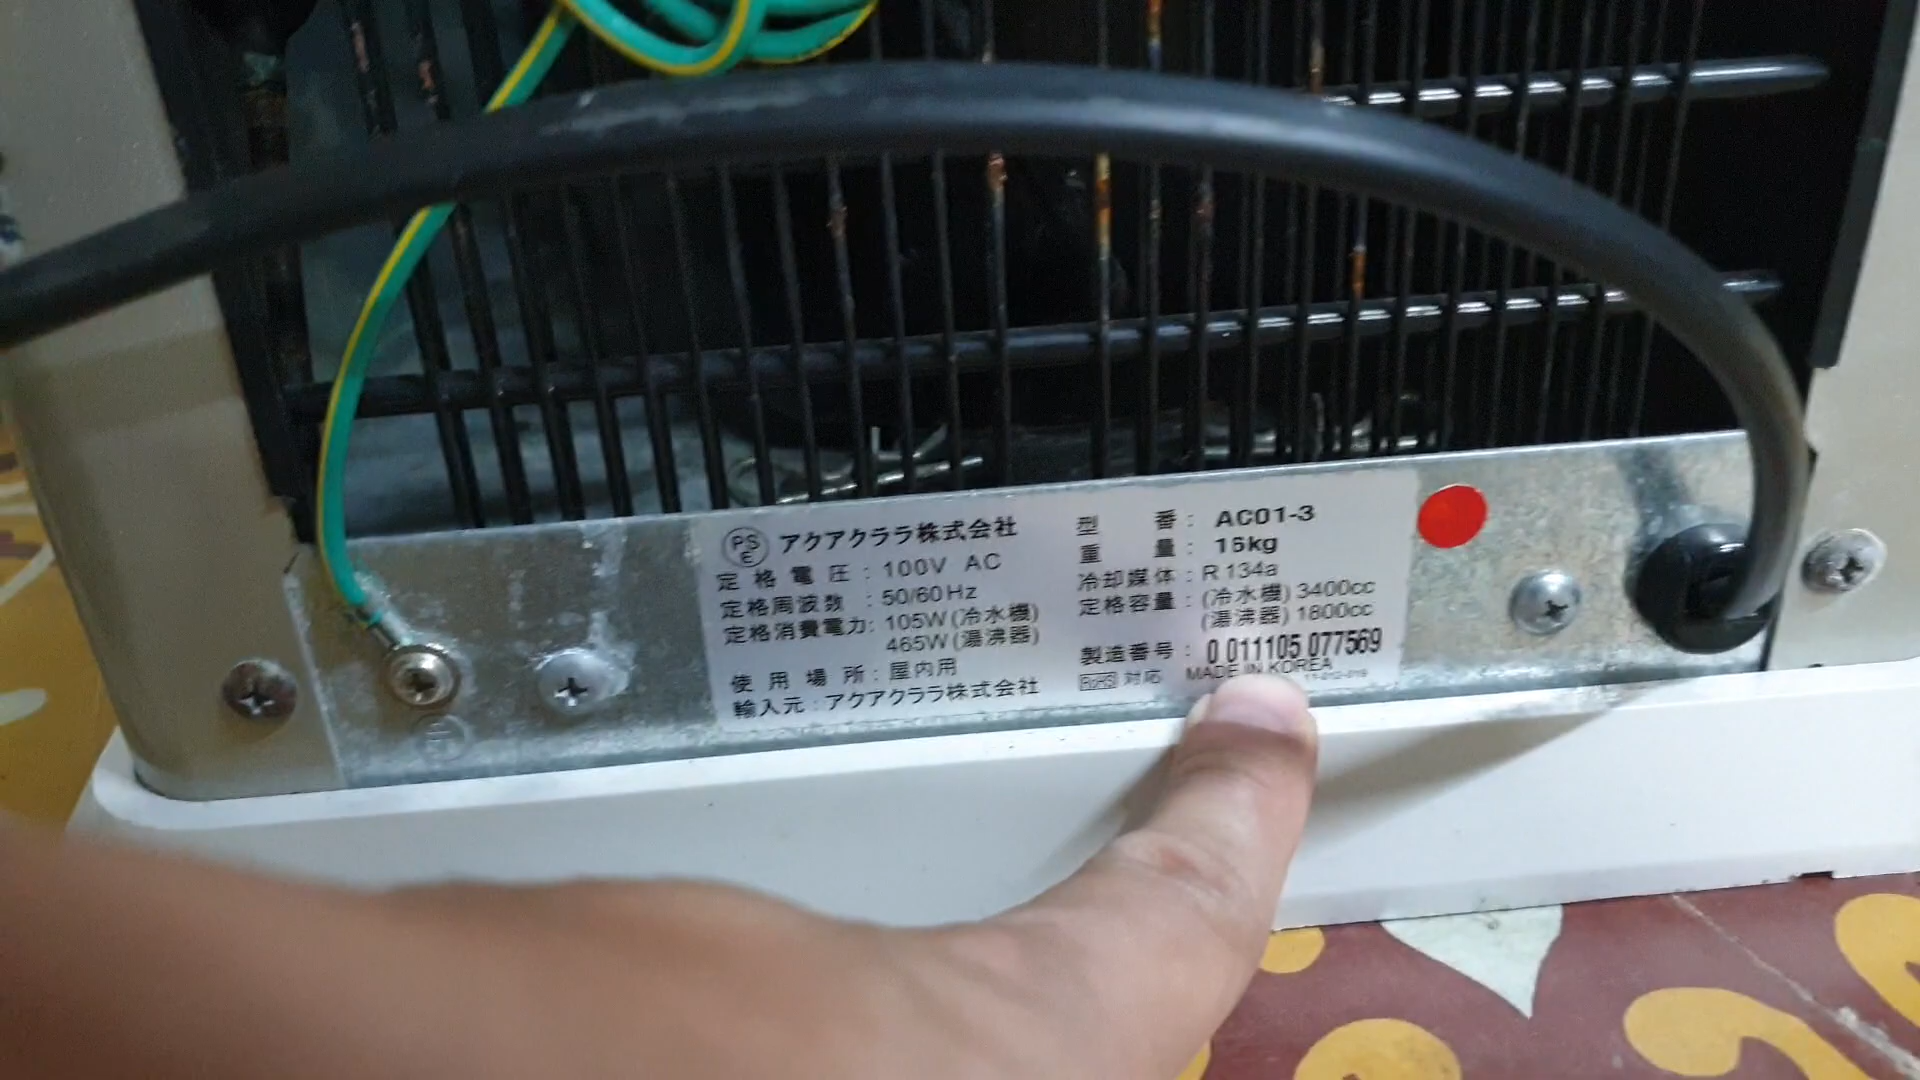 PS
E
アクアクララ株式会社
定格電圧: 100V AC
定格周波数: 50/60Hz
定格消費電力: 105W(冷水機)
465W(湯沸器)
使用場所: 屋内用
輸入元: アクアクララ株式会社
型番: AC01-3
重量: 16kg
冷却媒体: R134a
定格容量: (冷水機) 3400cc
(湯沸器) 1800cc
製造番号: 0 011105 077569
RoHS 対応 MADE IN KOREA